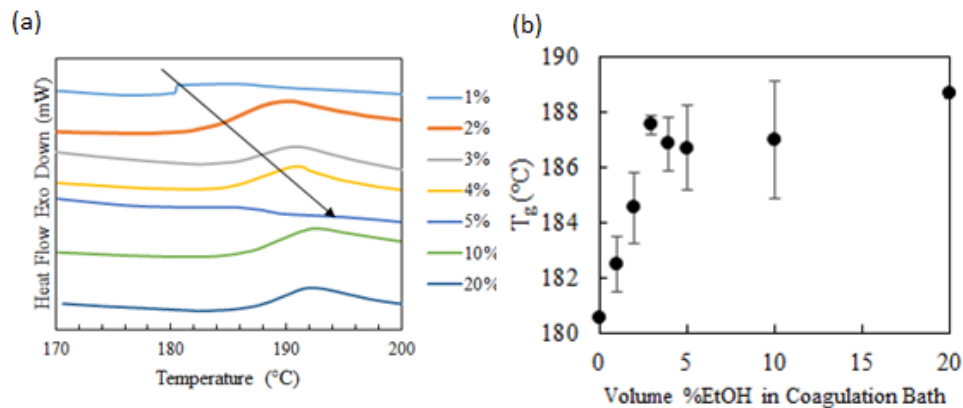 (a)
Heat Flow Exo Down (mW)
1%
2%
3%
4%
5%
10%
20%
170 180 190 200
Temperature (°C)
(b)
Tg (°C)
190
188
186
184
182
180
0 5 10 15 20
Volume %EtOH in Coagulation Bath